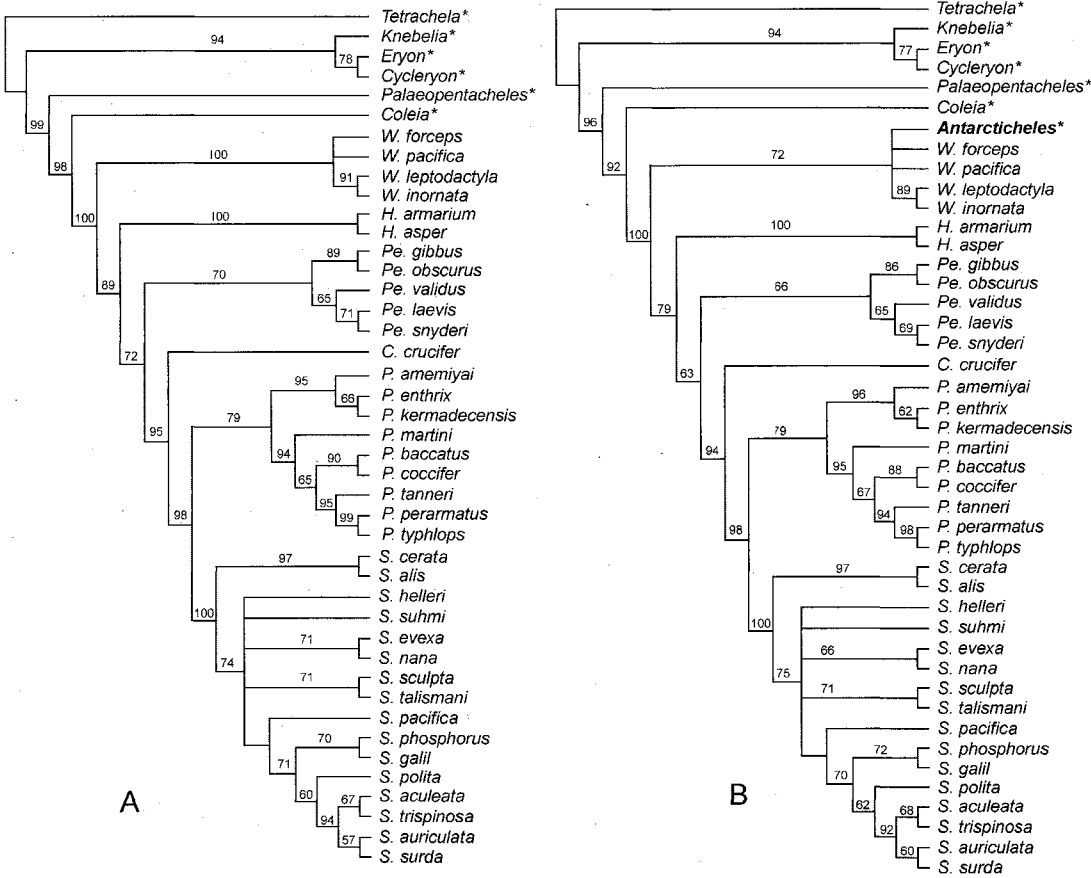 Tetrachela*
94
Knebelia*
78
Eryon*
Cycleryon*
99
Palaeopentacheles*
Coleia*
98
W. forceps
100
W. pacifica
91
W. leptodactyla
W. inornata
100
H. armarium
100
H. asper
89
Pe. gibbus
89
Pe. obscurus
70
Pe. validus
65
Pe. laevis
71
Pe. snyderi
72
C. crucifer
P. amemiyai
95
P. enthrix
66
P. kermadecensis
79
P. martini
95
94
P. baccatus
90
P. coccifer
65
P. tanneri
95
P. perarmatus
99
P. typhlops
98
S. cerata
97
S. alis
S. helleri
100
S. suhmi
S. evexa
71
S. nana
74
S. sculpta
71
S. talismani
S. pacifica
S. phosphorus
70
S. galil
71
S. polita
60
S. aculeata
67
S. trispinosa
94
S. auriculata
57
S. surda
A
Tetrachela*
94
Knebelia*
77
Eryon*
Cycleryon*
Palaeopentacheles*
96
Coleia*
Antarcticheles*
92
W. forceps
72
W. pacifica
89
W. leptodactyla
W. inornata
100
H. armarium
100
H. asper
Pe. gibbus
86
Pe. obscurus
66
Pe. validus
65
79
Pe. laevis
69
Pe. snyderi
C. crucifer
63
P. amemiyai
96
P. enthrix
62
P. kermadecensis
79
P. martini
94
P. baccatus
88
95
P. coccifer
67
P. tanneri
94
P. perarmatus
98
P. typhlops
98
S. cerata
97
S. alis
S. helleri
100
S. suhmi
S. evexa
66
S. nana
75
S. sculpta
71
S. talismani
S. pacifica
S. phosphorus
72
S. galil
70
S. polita
62
S. aculeata
68
S. trispinosa
92
S. auriculata
60
S. surda
B